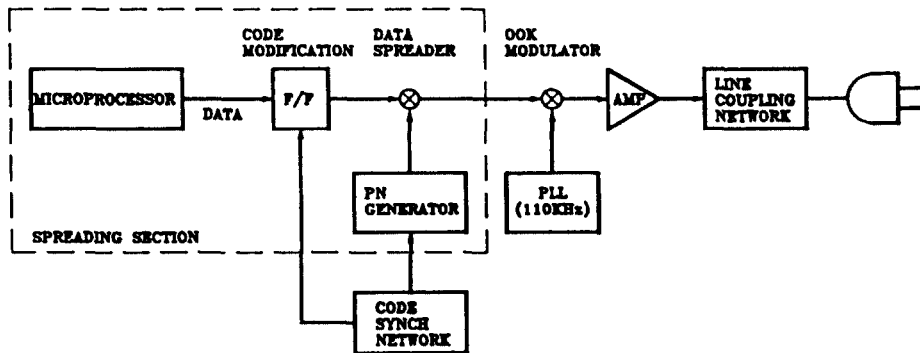 CODE
MODIFICATION
DATA
SPREADER
OOK
MODULATOR
MICROPROCESSOR
DATA
F/F
AMP
LINE
COUPLING
NETWORK
PN
GENERATOR
PLL
(110KHz)
SPREADING SECTION
CODE
SYNCH
NETWORK